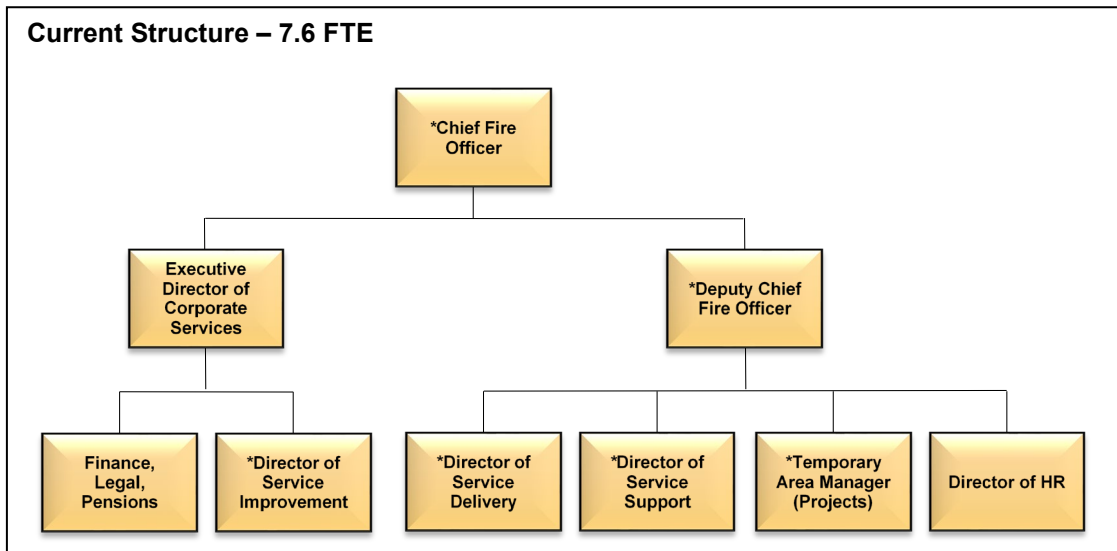 Current Structure – 7.6 FTE
*Chief Fire
Officer
Executive
Director of
Corporate
Services
*Deputy Chief
Fire Officer
Finance,
Legal,
Pensions
*Director of
Service
Improvement
*Director of
Service
Delivery
*Director of
Service
Support
*Temporary
Area Manager
(Projects)
Director of HR